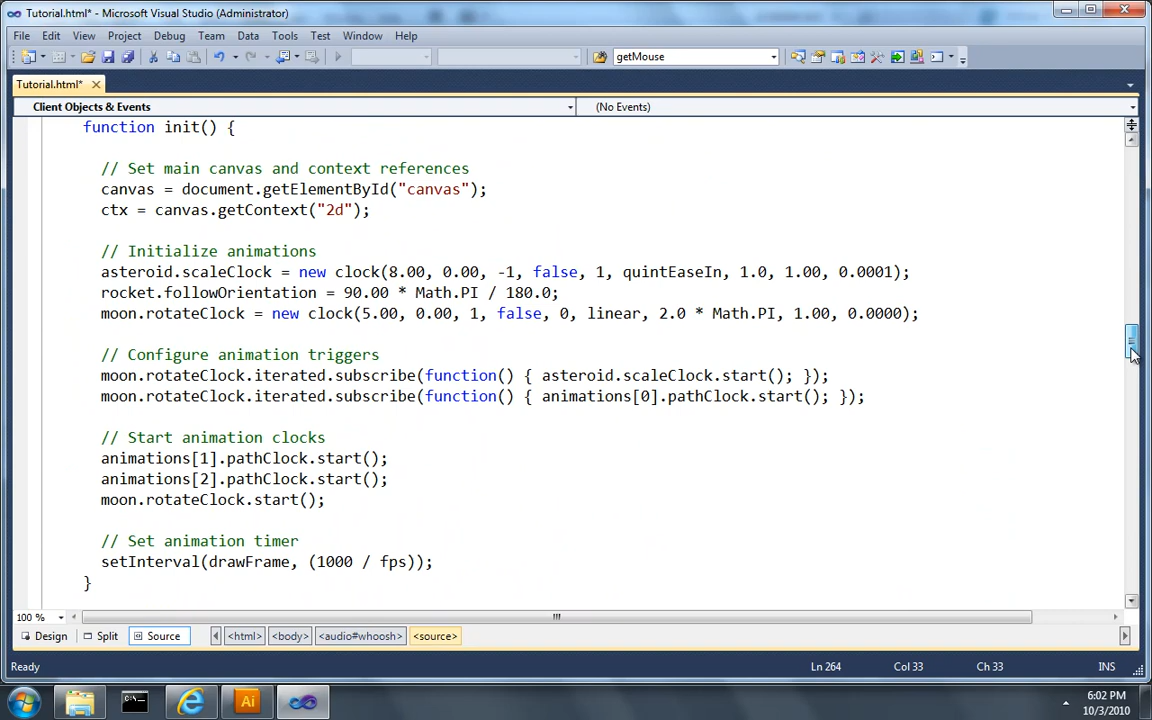 Tutorial.html* - Microsoft Visual Studio (Administrator)
File Edit View Project Debug Team Data Tools Test Window Help
getMouse
Tutorial.html*
Client Objects & Events
(No Events)
function init() {
// Set main canvas and context references
canvas = document.getElementById("canvas");
ctx = canvas.getContext("2d");
// Initialize animations
asteroid.scaleClock = new clock(8.00, 0.00, -1, false, 1, quintEaseIn, 1.0, 1.00, 0.0001);
rocket.followOrientation = 90.00 * Math.PI / 180.0;
moon.rotateClock = new clock(5.00, 0.00, 1, false, 0, linear, 2.0 * Math.PI, 1.00, 0.0000);
// Configure animation triggers
moon.rotateClock.iterated.subscribe(function() { asteroid.scaleClock.start(); });
moon.rotateClock.iterated.subscribe(function() { animations[0].pathClock.start(); });
// Start animation clocks
animations[1].pathClock.start();
animations[2].pathClock.start();
moon.rotateClock.start();
// Set animation timer
setInterval(drawFrame, (1000 / fps));
}
100 %
Design Split Source <html> <body> <audio#whoosh> <source>
Ready Ln 264 Col 33 Ch 33 INS
Ai
6:02 PM
10/3/2010